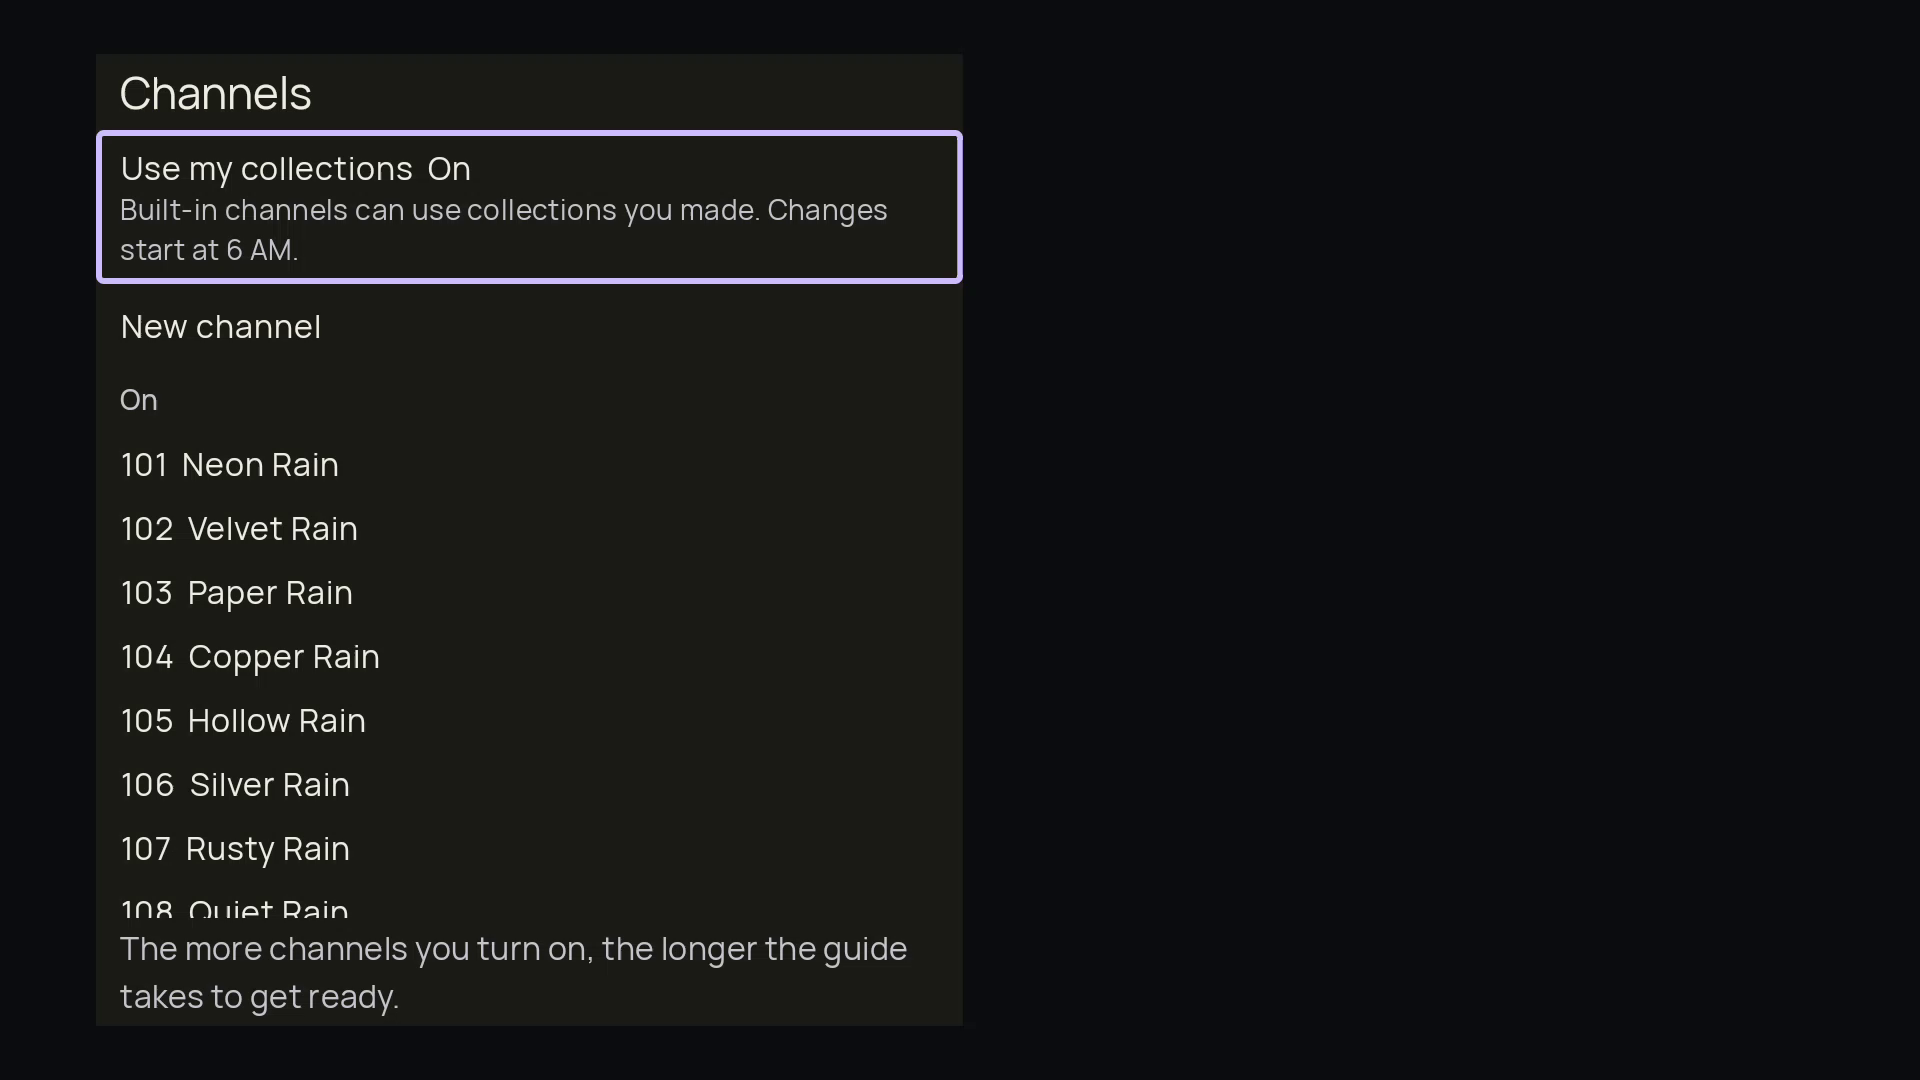 Channels
Use my collections On
Built-in channels can use collections you made. Changes
start at 6 AM.
New channel
On
101 Neon Rain
102 Velvet Rain
103 Paper Rain
104 Copper Rain
105 Hollow Rain
106 Silver Rain
107 Rusty Rain
108 Quiet Rain
The more channels you turn on, the longer the guide
takes to get ready.